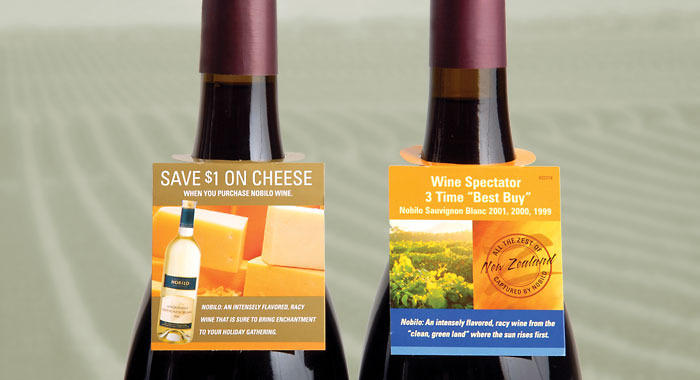 SAVE $1 ON CHEESE
WHEN YOU PURCHASE NOBILO WINE.
NOBILO
NOBILO: AN INTENSELY FLAVORED, RACY
WINE THAT IS SURE TO BRING ENCHANTMENT
TO YOUR HOLIDAY GATHERING.
Wine Spectator
3 Time "Best Buy"
Nobilo Sauvignon Blanc 2001, 2000, 1999
ALL THE ZEST OF
New Zealand
CAPTURED BY NOBILO
Nobilo: An intensely flavored, racy wine from the
"clean, green land" where the sun rises first.